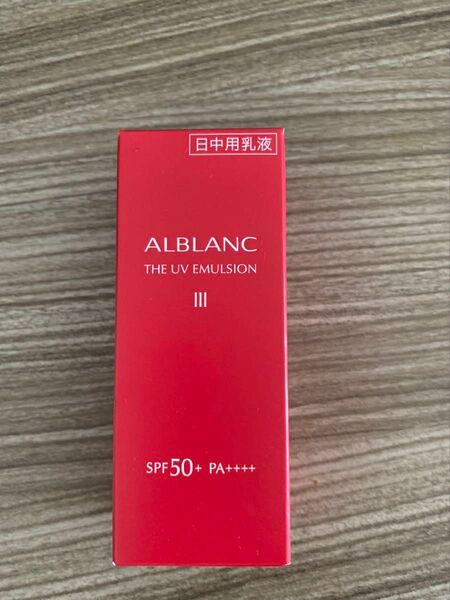 日中用乳液
ALBLANC
THE UV EMULSION
III
SPF50+ PA++++